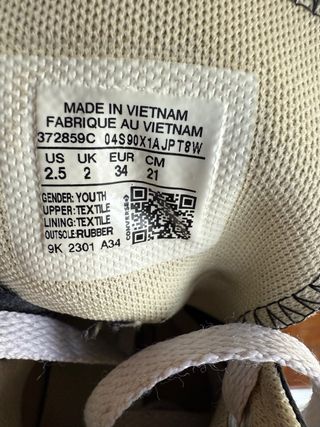 MADE IN VIETNAM
FABRIQUE AU VIETNAM
372859C 04S90X1AJPT8W
US UK EUR CM
2.5 2 34 21
GENDER: YOUTH
UPPER: TEXTILE
LINING: TEXTILE
OUTSOLE: RUBBER
CONVERSE
9K 2301 A34